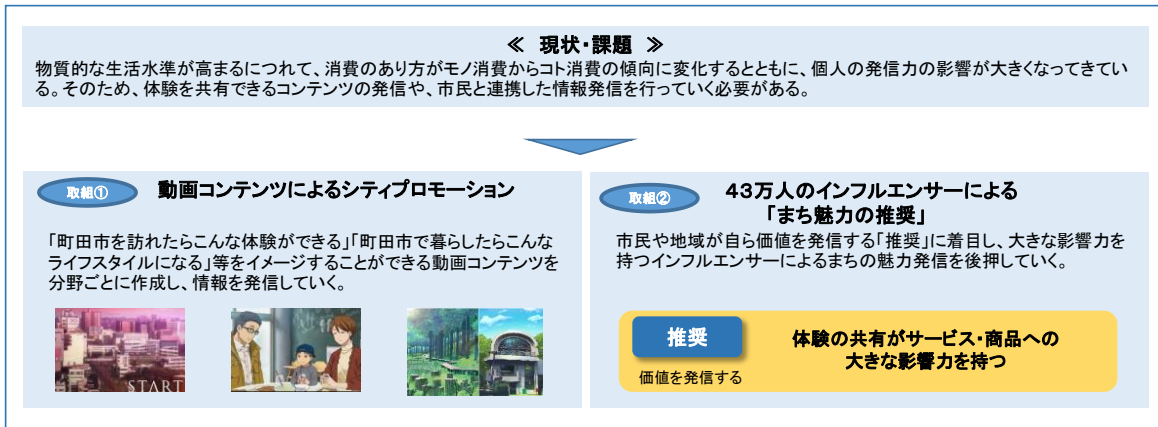 ≪ 現状・課題 ≫
物質的な生活水準が高まるにつれて、消費のあり方がモノ消費からコト消費の傾向に変化するとともに、個人の発信力の影響が大きくなってきてい
る。そのため、体験を共有できるコンテンツの発信や、市民と連携した情報発信を行っていく必要がある。
取組①
動画コンテンツによるシティプロモーション
「町田市を訪れたらこんな体験ができる」「町田市で暮らしたらこんな
ライフスタイルになる」等をイメージすることができる動画コンテンツを
分野ごとに作成し、情報を発信していく。
START
取組②
43万人のインフルエンサーによる
「まち魅力の推奨」
市民や地域が自ら価値を発信する「推奨」に着目し、大きな影響力を
持つインフルエンサーによるまちの魅力発信を後押していく。
推奨
価値を発信する
体験の共有がサービス・商品への
大きな影響力を持つ